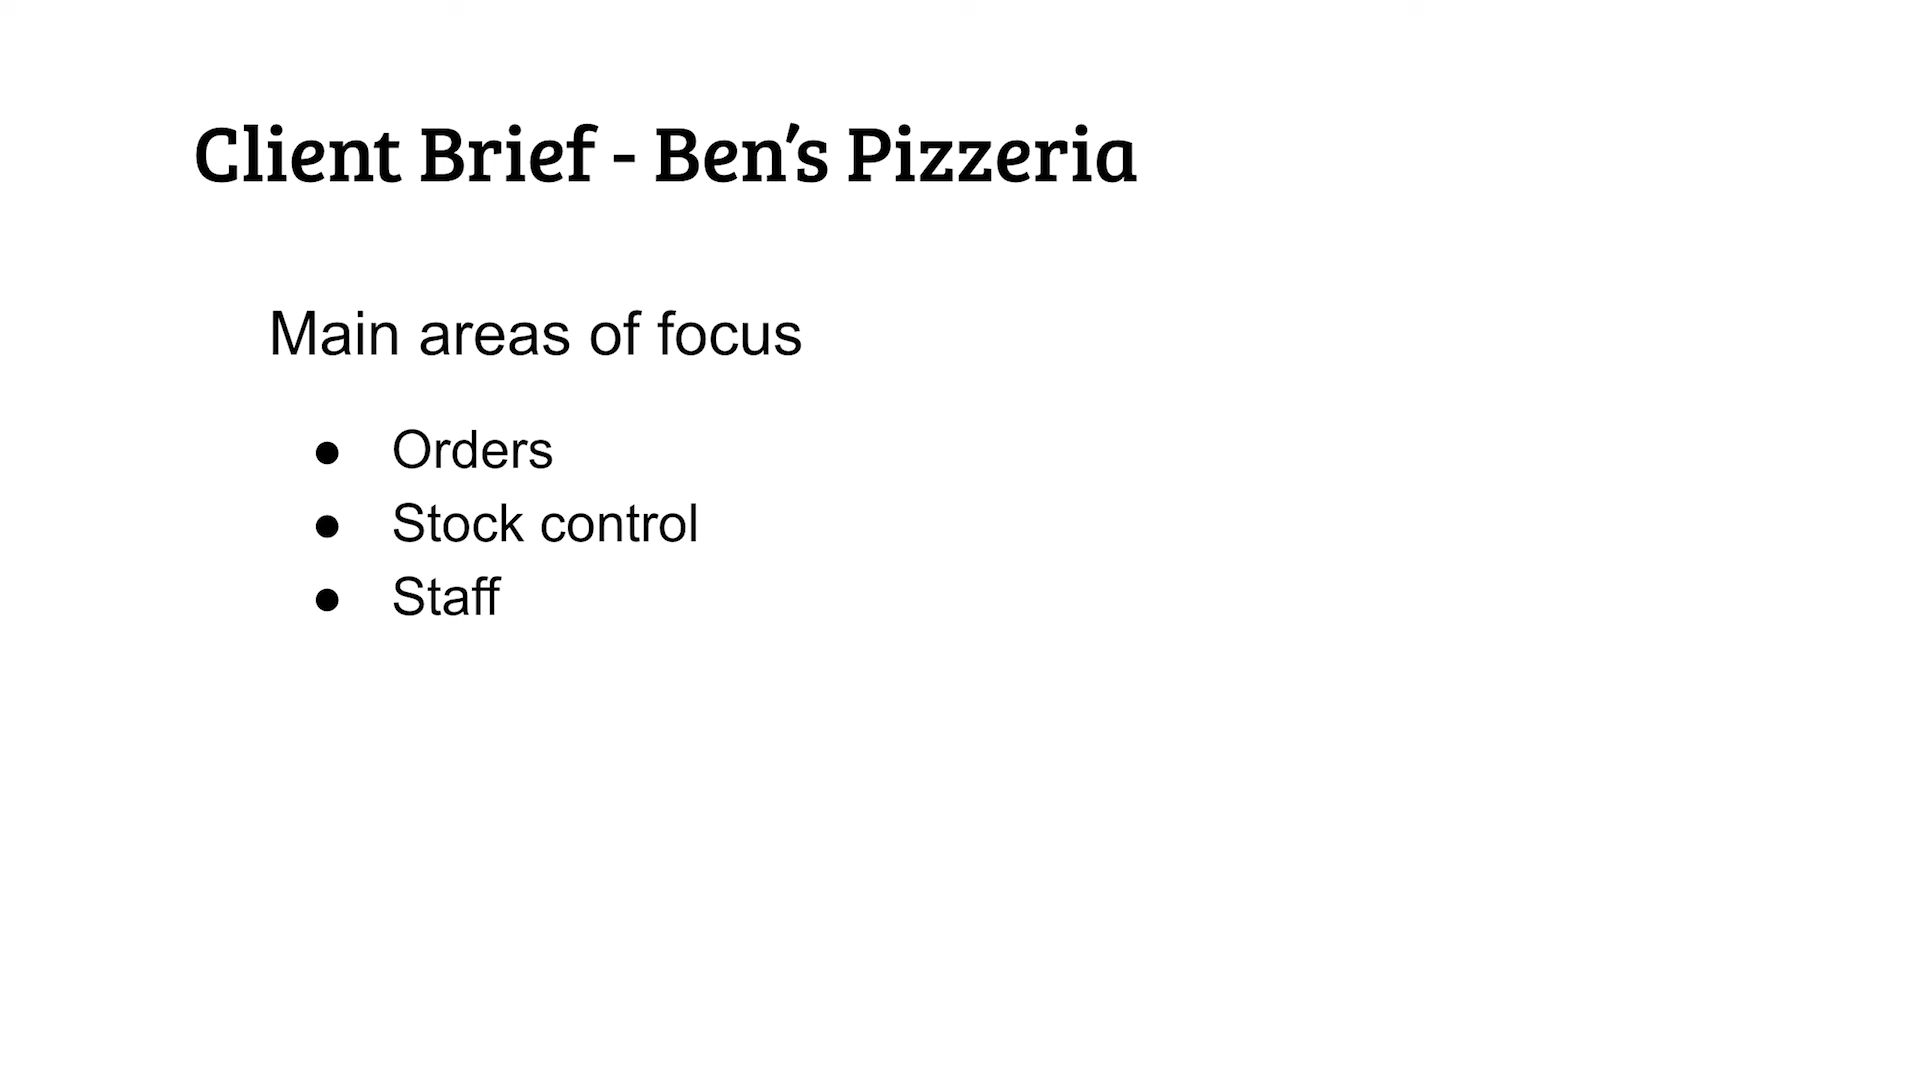 Client Brief - Ben’s Pizzeria
Main areas of focus
● Orders
● Stock control
● Staff